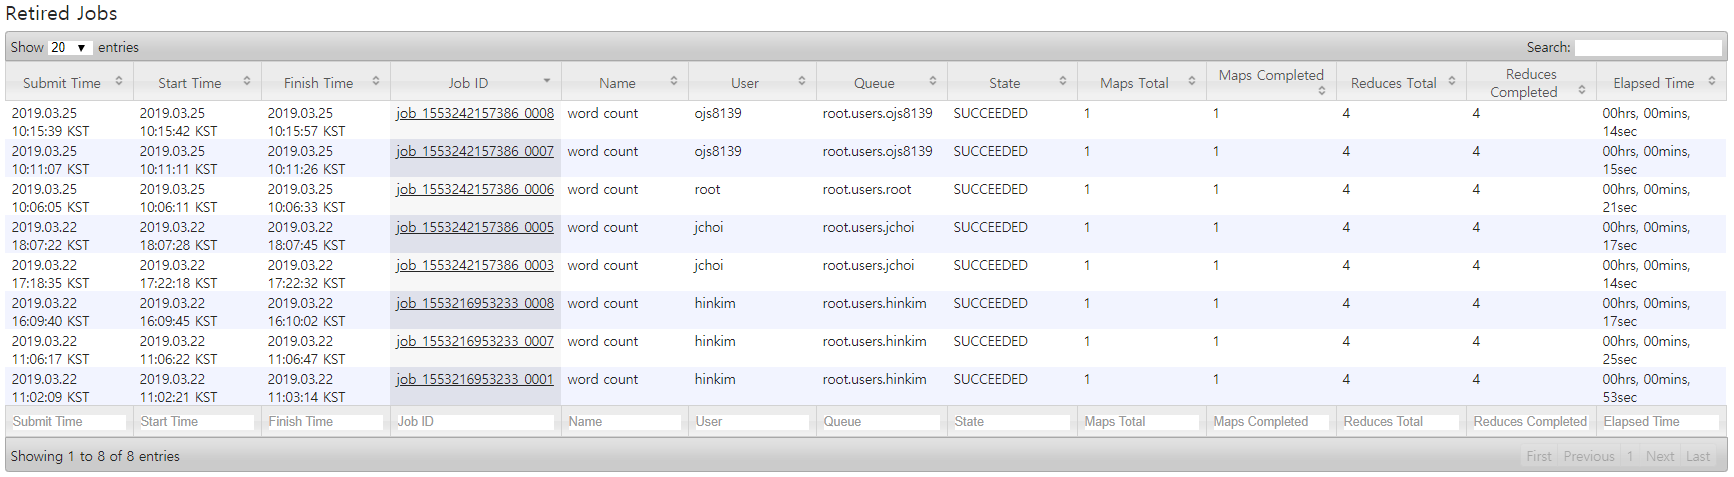 Retired Jobs
Show 20 entries Search:
Submit Time Start Time Finish Time Job ID Name User Queue State Maps Total Maps Completed Reduces Total Reduces Completed Elapsed Time
2019.03.25 2019.03.25 2019.03.25 job_1553242157386_0008 word count ojs8139 root.users.ojs8139 SUCCEEDED 1 1 4 4 00hrs, 00mins,
10:15:39 KST 10:15:42 KST 10:15:57 KST 14sec
2019.03.25 2019.03.25 2019.03.25 job_1553242157386_0007 word count ojs8139 root.users.ojs8139 SUCCEEDED 1 1 4 4 00hrs, 00mins,
10:11:07 KST 10:11:11 KST 10:11:26 KST 15sec
2019.03.25 2019.03.25 2019.03.25 job_1553242157386_0006 word count root root.users.root SUCCEEDED 1 1 4 4 00hrs, 00mins,
10:06:05 KST 10:06:11 KST 10:06:33 KST 21sec
2019.03.22 2019.03.22 2019.03.22 job_1553242157386_0005 word count jchoi root.users.jchoi SUCCEEDED 1 1 4 4 00hrs, 00mins,
18:07:22 KST 18:07:28 KST 18:07:45 KST 17sec
2019.03.22 2019.03.22 2019.03.22 job_1553242157386_0003 word count jchoi root.users.jchoi SUCCEEDED 1 1 4 4 00hrs, 00mins,
17:18:35 KST 17:22:18 KST 17:22:32 KST 14sec
2019.03.22 2019.03.22 2019.03.22 job_1553216953233_0008 word count hinkim root.users.hinkim SUCCEEDED 1 1 4 4 00hrs, 00mins,
16:09:40 KST 16:09:45 KST 16:10:02 KST 17sec
2019.03.22 2019.03.22 2019.03.22 job_1553216953233_0007 word count hinkim root.users.hinkim SUCCEEDED 1 1 4 4 00hrs, 00mins,
11:06:17 KST 11:06:22 KST 11:06:47 KST 25sec
2019.03.22 2019.03.22 2019.03.22 job_1553216953233_0001 word count hinkim root.users.hinkim SUCCEEDED 1 1 4 4 00hrs, 00mins,
11:02:09 KST 11:02:21 KST 11:03:14 KST 53sec
Submit Time Start Time Finish Time Job ID Name User Queue State Maps Total Maps Completed Reduces Total Reduces Completed Elapsed Time
Showing 1 to 8 of 8 entries First Previous 1 Next Last